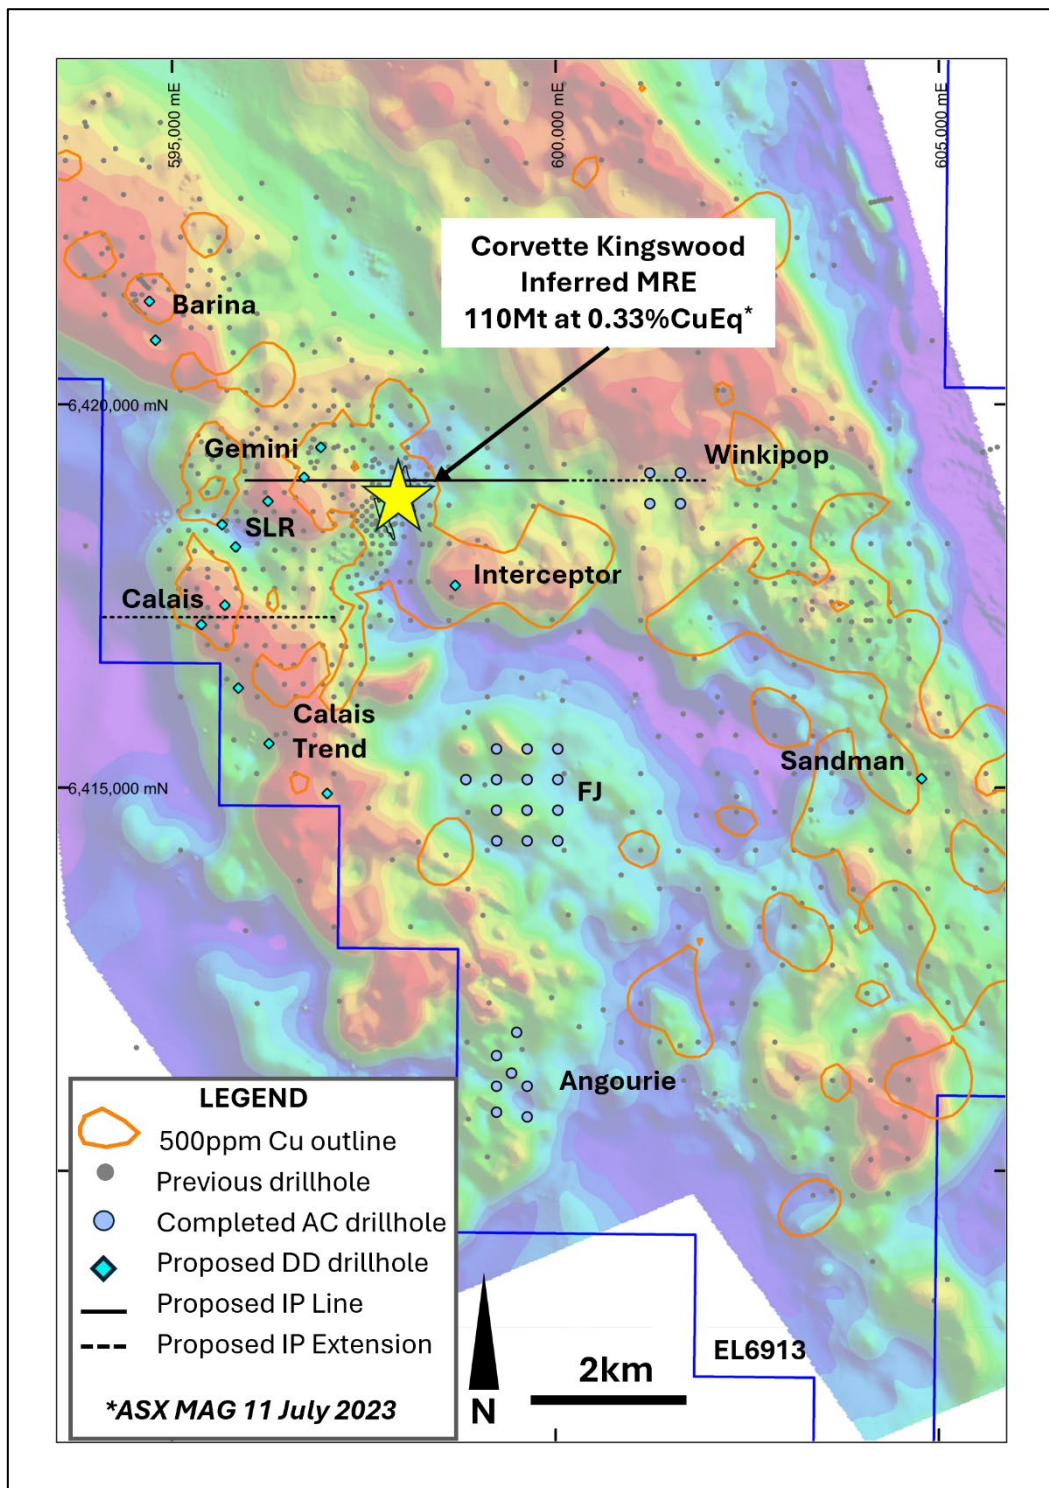 595,000 mE
600,000 mE
605,000 mE
Corvette Kingswood
Inferred MRE
110Mt at 0.33%CuEq*
Barina
6,420,000 mN
Gemini
Winkipop
SLR
Interceptor
Calais
Calais
Trend
Sandman
6,415,000 mN
FJ
Angourie
LEGEND
500ppm Cu outline
Previous drillhole
Completed AC drillhole
Proposed DD drillhole
Proposed IP Line
Proposed IP Extension
*ASX MAG 11 July 2023
N
2km
EL6913